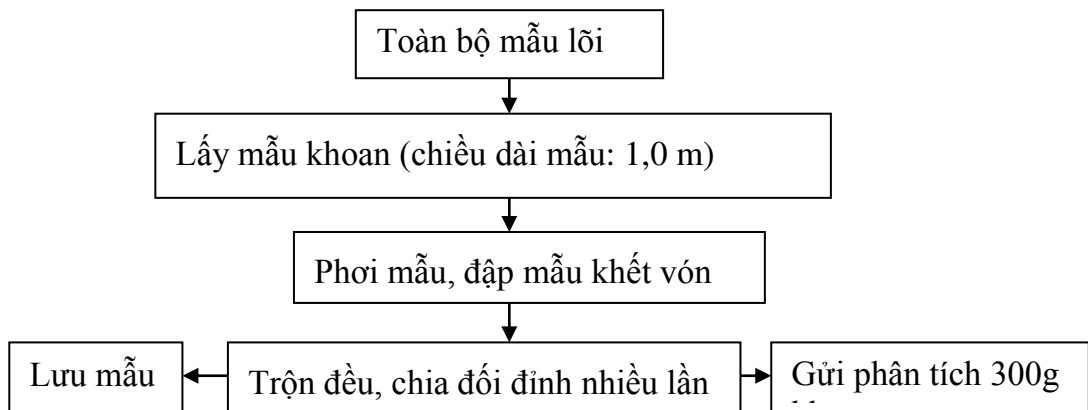 Toàn bộ mẫu lõi
Lấy mẫu khoan (chiều dài mẫu: 1,0 m)
Phơi mẫu, đập mẫu khết vón
Lưu mẫu
Trộn đều, chia đối đỉnh nhiều lần
Gửi phân tích 300g